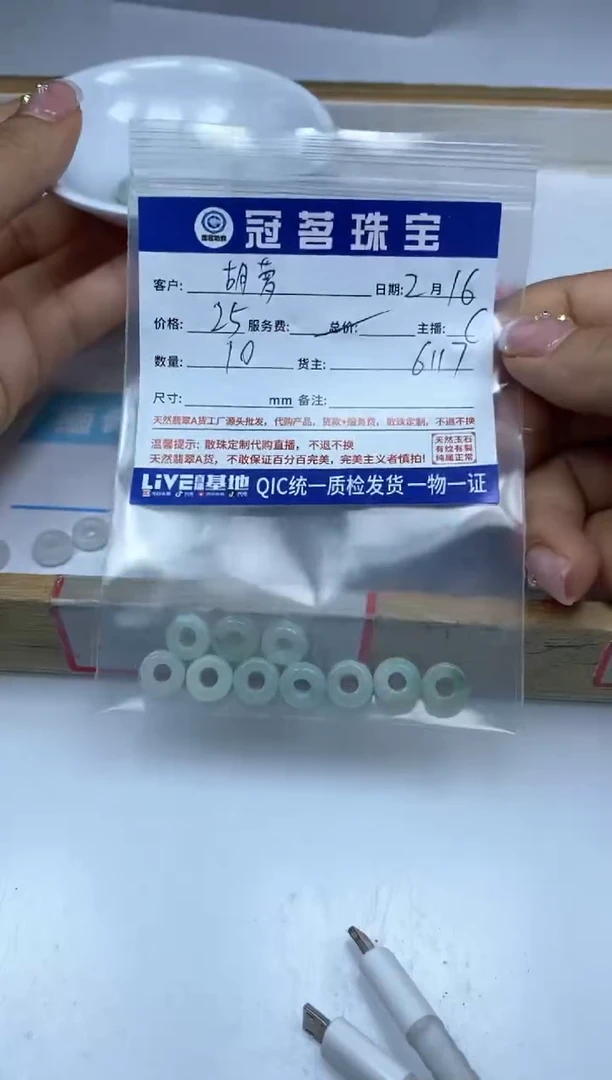 冠茗珠宝
客户: 胡梦 日期: 2 月 16
价格: 25 服务费: 总价: 主播: C
数量: 10 货主: 6117
尺寸: mm 备注:
天然翡翠A货工厂源头批发，代购产品，货款+服务费，散珠定制，不退不换
温馨提示: 散珠定制代购直播，不退不换
天然翡翠A货，不敢保证百分百完美，完美主义者慎拍!
天然玉石
有纹有裂
纯属正常
LIVE 直播基地 QIC统一质检发货一物一证